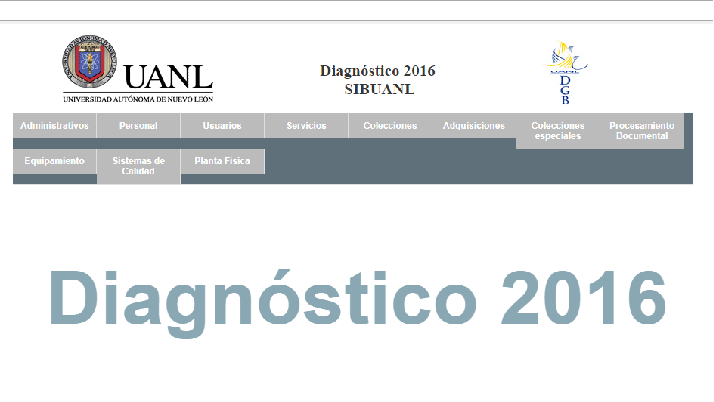 UANL
UNIVERSIDAD AUTÓNOMA DE NUEVO LEÓN
Diagnóstico 2016
SIBUANL
UANL
D
G
B
Administrativos
Personal
Usuarios
Servicios
Colecciones
Adquisiciones
Colecciones
especiales
Procesamiento
Documental
Equipamiento
Sistemas de
Calidad
Planta Física
Diagnóstico 2016